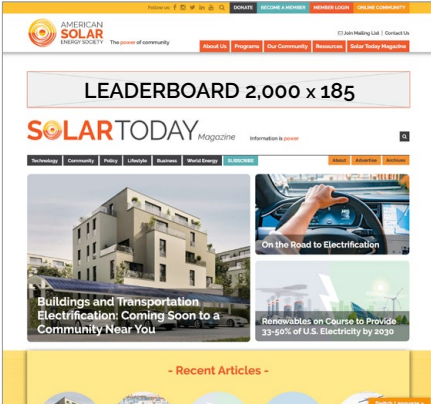 Follow us
DONATE BECOME A MEMBER MEMBER LOGIN ONLINE COMMUNITY
AMERICAN
SOLAR
ENERGY SOCIETY
The power of community
Join Mailing List | Contact Us
About Us Programs Our Community Resources Solar Today Magazine
LEADERBOARD 2,000 x 185
SOLAR TODAY Magazine
Information is power
Technology Community Policy Lifestyle Business World Energy SUBSCRIBE
About Advertise Archives
On the Road to Electrification
Buildings and Transportation
Electrification: Coming Soon to a
Community Near You
Renewables on Course to Provide
33-50% of U.S. Electricity by 2030
- Recent Articles -